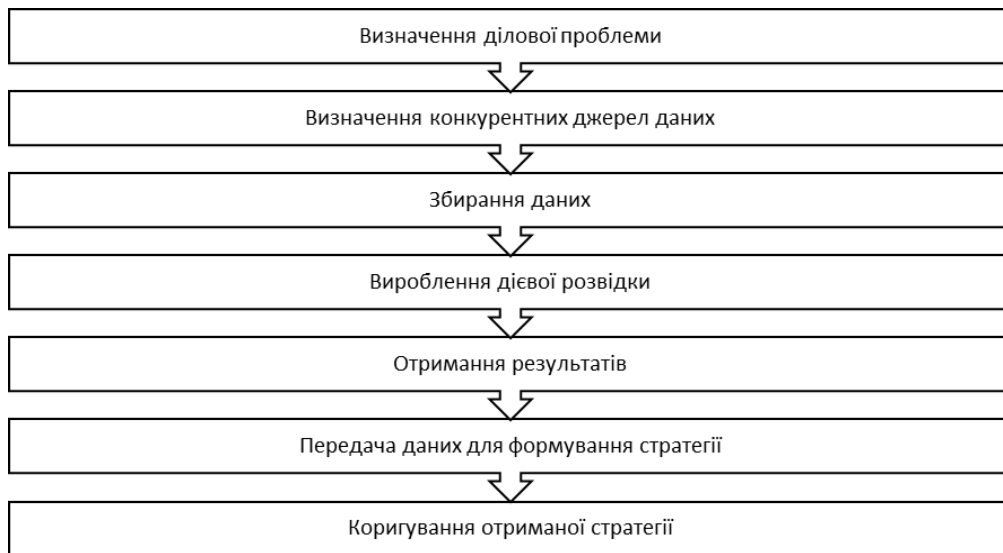 Визначення ділової проблеми
Визначення конкурентних джерел даних
Збирання даних
Вироблення дієвої розвідки
Отримання результатів
Передача даних для формування стратегії
Коригування отриманої стратегії